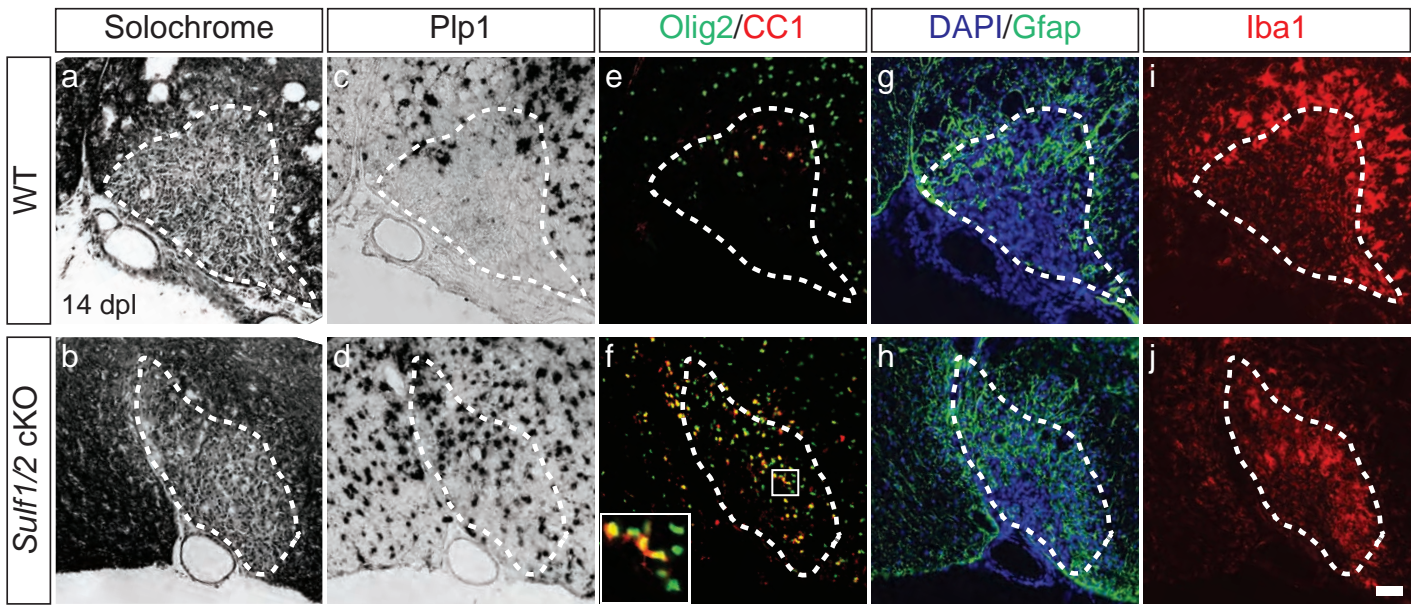 Solochrome Plp1 Olig2/CC1 DAPI/Gfap Iba1
WT
a c e g i
14 dpl
Sulf1/2 cKO
b d f h j